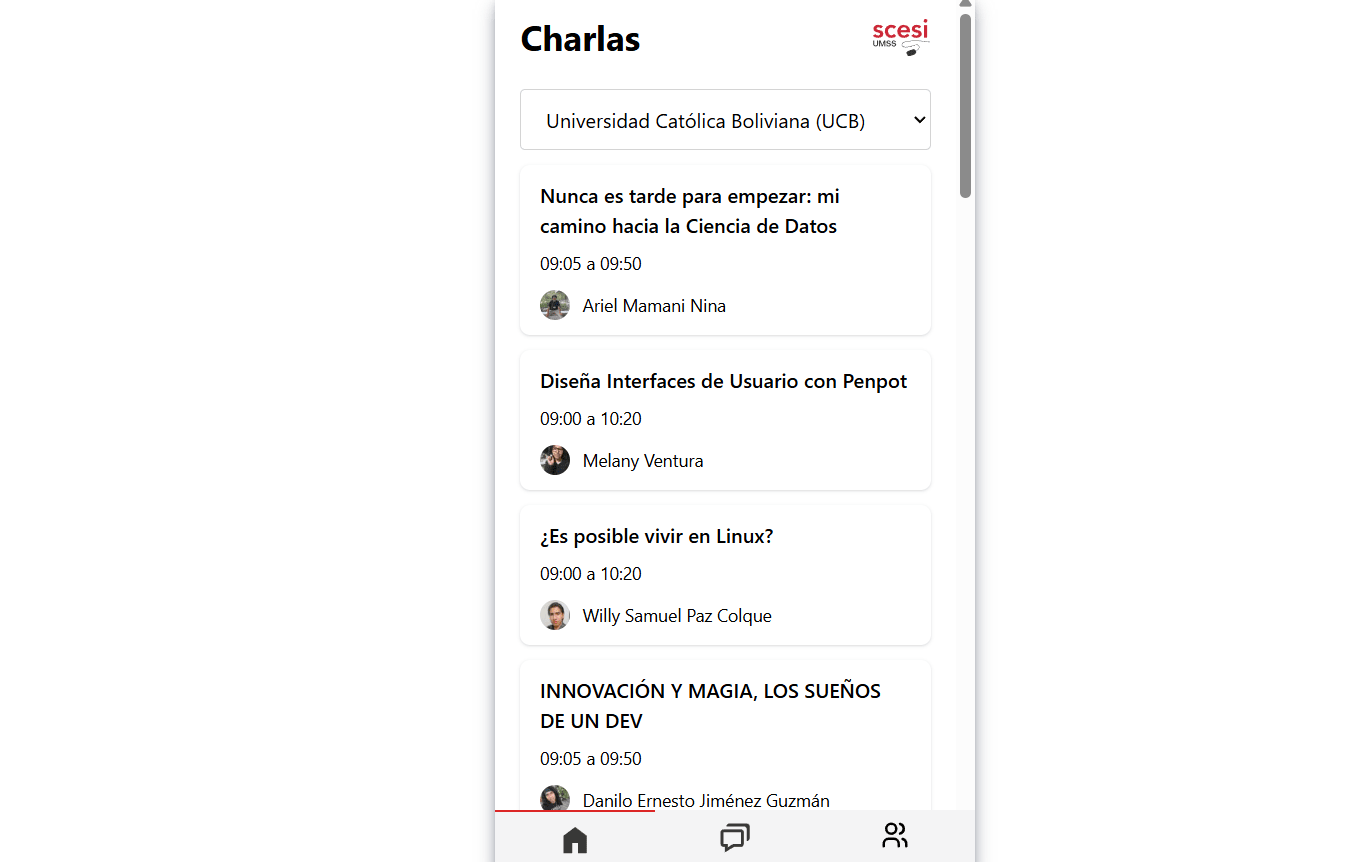 Charlas
scesi
UMSS
Universidad Católica Boliviana (UCB)
Nunca es tarde para empezar: mi
camino hacia la Ciencia de Datos
09:05 a 09:50
Ariel Mamani Nina
Diseña Interfaces de Usuario con Penpot
09:00 a 10:20
Melany Ventura
¿Es posible vivir en Linux?
09:00 a 10:20
Willy Samuel Paz Colque
INNOVACIÓN Y MAGIA, LOS SUEÑOS
DE UN DEV
09:05 a 09:50
Danilo Ernesto Jiménez Guzmán